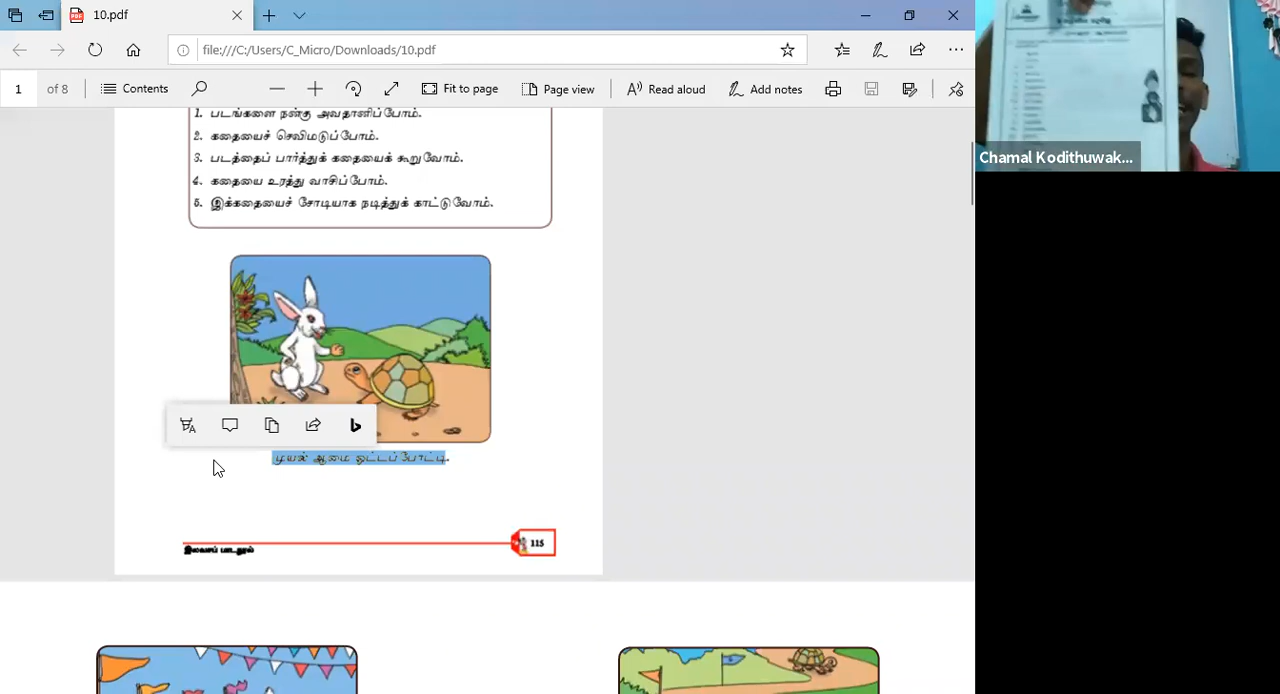 10.pdf
file:///C:/Users/C_Micro/Downloads/10.pdf
1 of 8 Contents Fit to page Page view Read aloud Add notes
1. படங்களை நன்கு அவதானிப்போம்.
2. கதையைச் செவிமடுப்போம்.
3. படத்தைப் பார்த்துக் கதையைக் கூறுவோம்.
4. கதையை உரத்து வாசிப்போம்.
5. இக்கதையைச் சோடியாக நடித்துக் காட்டுவோம்.
முயல் ஆமை ஓட்டப்போட்டி.
இலவசப் பாடநூல்
115
Chamal Kodithuwak...